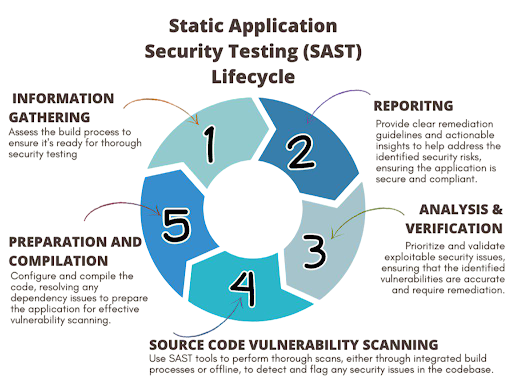 Static Application
Security Testing (SAST)
Lifecycle
INFORMATION
GATHERING
Assess the build process to
ensure it's ready for thorough
security testing
1
2
REPORITNG
Provide clear remediation
guidelines and actionable
insights to help address the
identified security risks,
ensuring the application is
secure and compliant.
3
ANALYSIS &
VERIFICATION
Prioritize and validate
exploitable security issues,
ensuring that the identified
vulnerabilities are accurate
and require remediation.
4
SOURCE CODE VULNERABILITY SCANNING
Use SAST tools to perform thorough scans, either through integrated build
processes or offline, to detect and flag any security issues in the codebase.
5
PREPARATION AND
COMPILATION
Configure and compile the
code, resolving any
dependency issues to prepare
the application for effective
vulnerability scanning.